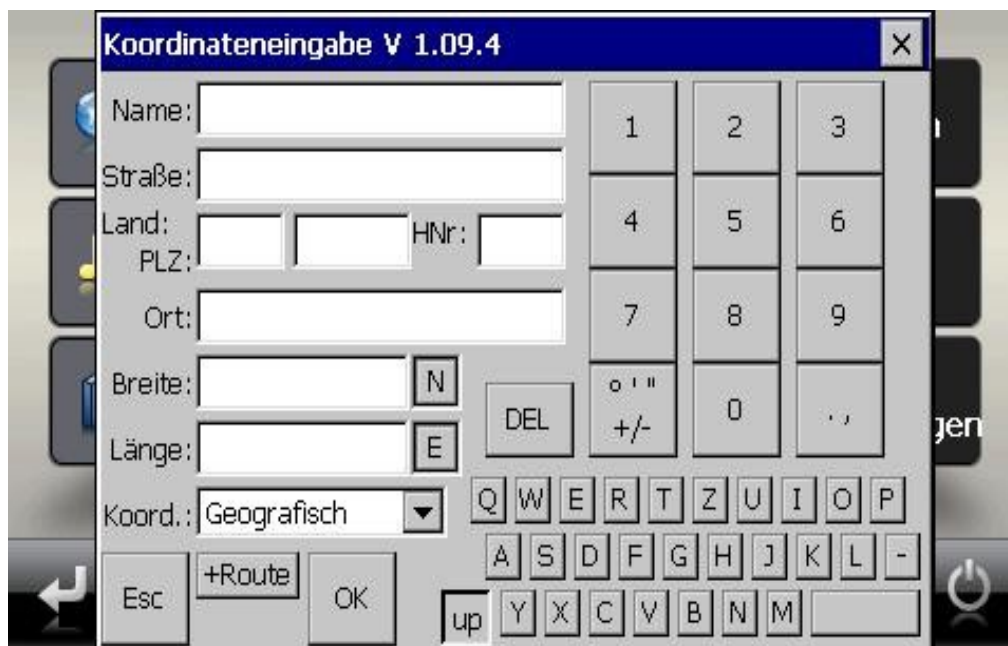 Koordinateneingabe V 1.09.4
Name:
Straße:
Land:
PLZ:
HNr:
Ort:
Breite:
N
Länge:
E
Koord.: Geografisch
Esc
+Route
OK
DEL
1 2 3
4 5 6
7 8 9
° ' "
+/-
0
. ,
Q W E R T Z U I O P
A S D F G H J K L -
up Y X C V B N M
gen